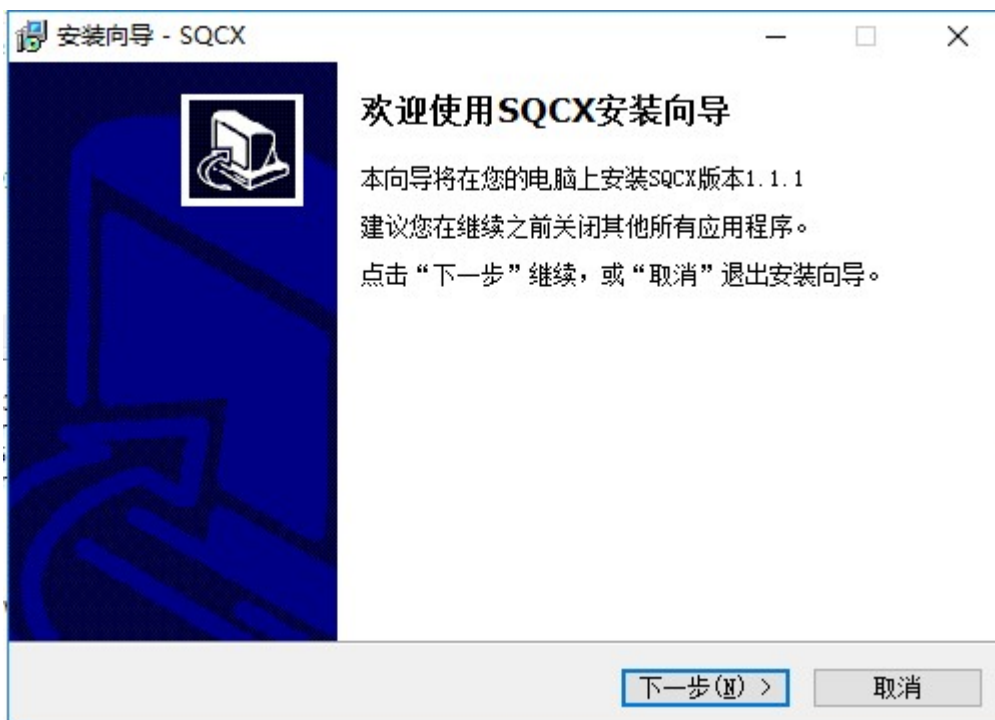 安装向导 - SQCX
欢迎使用SQCX安装向导
本向导将在您的电脑上安装SQCX版本1.1.1
建议您在继续之前关闭其他所有应用程序。
点击“下一步”继续，或“取消”退出安装向导。
下一步(N) >
取消